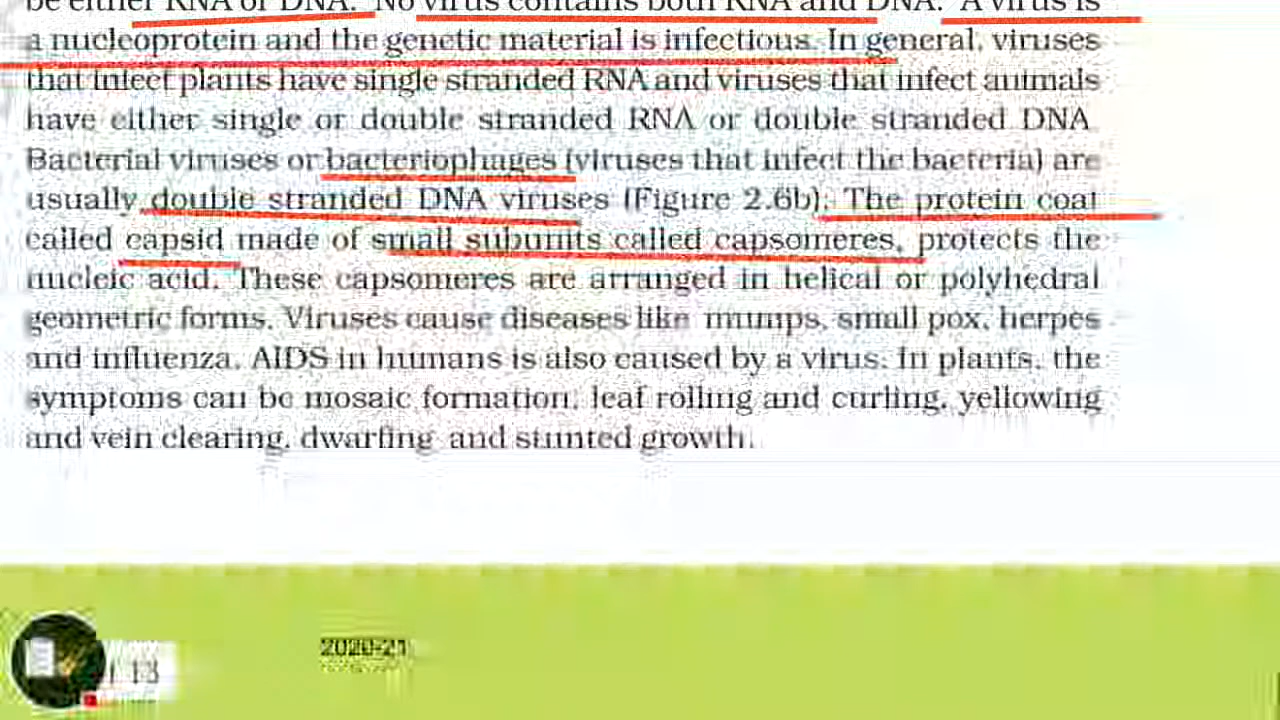 be either RNA or DNA. No virus contains both RNA and DNA. A virus is
a nucleoprotein and the genetic material is infectious. In general, viruses
that infect plants have single stranded RNA and viruses that infect animals
have either single or double stranded RNA or double stranded DNA.
Bacterial viruses or bacteriophages (viruses that infect the bacteria) are
usually double stranded DNA viruses (Figure 2.6b). The protein coat
called capsid made of small subunits called capsomeres, protects the
nucleic acid. These capsomeres are arranged in helical or polyhedral
geometric forms. Viruses cause diseases like mumps, small pox, herpes
and influenza. AIDS in humans is also caused by a virus. In plants, the
symptoms can be mosaic formation, leaf rolling and curling, yellowing
and vein clearing, dwarfing and stunted growth.
2020-21
13